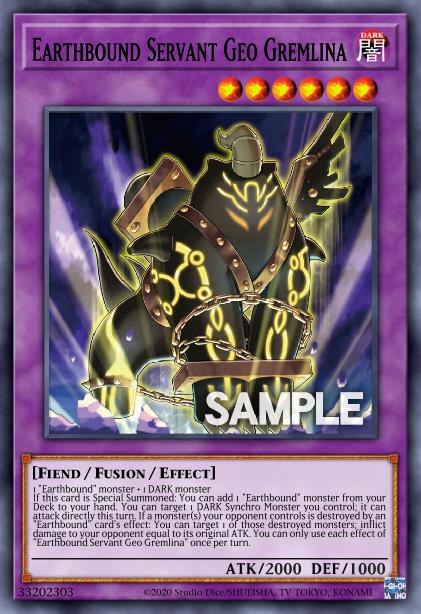 Earthbound Servant Geo Gremlina
DARK
闇
SAMPLE
[Fiend / Fusion / Effect]
1 "Earthbound" monster + 1 DARK monster
If this card is Special Summoned: You can add 1 "Earthbound" monster from your
Deck to your hand. You can target 1 DARK Synchro Monster you control; it can
attack directly this turn. If a monster(s) your opponent controls is destroyed by an
"Earthbound" card's effect: You can target 1 of those destroyed monsters; inflict
damage to your opponent equal to its original ATK. You can only use each effect of
"Earthbound Servant Geo Gremlina" once per turn.
ATK/2000 DEF/1000
33202303
©2020 Studio Dice/SHUEISHA, TV TOKYO, KONAMI